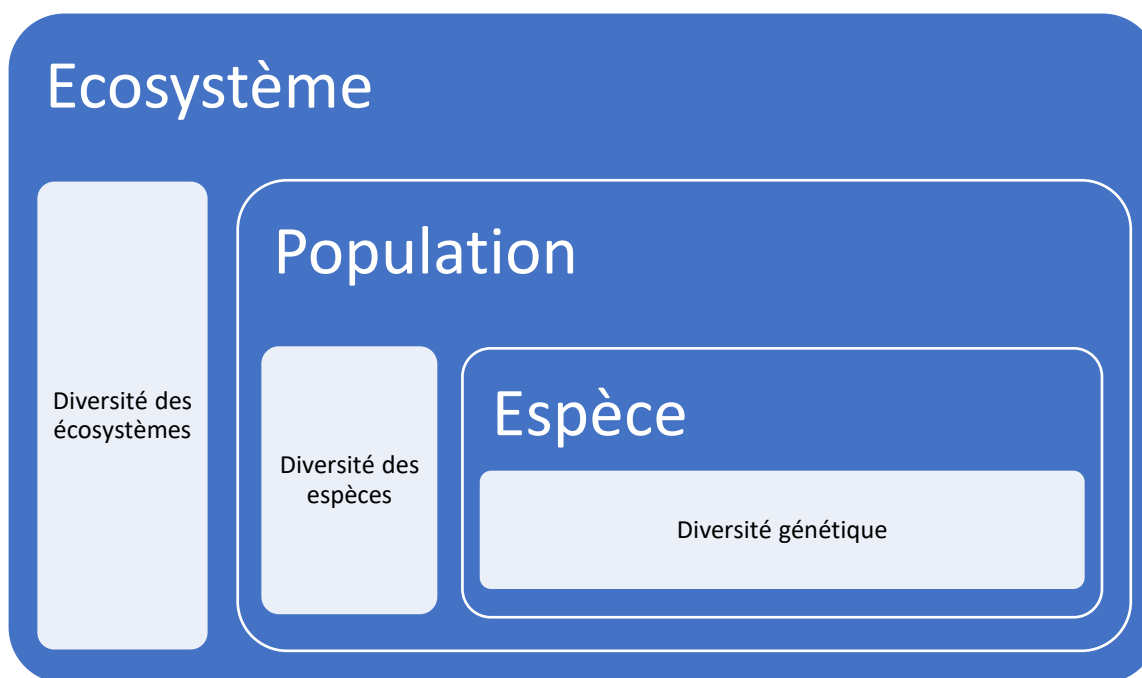 Ecosystème
Population
Diversité des
écosystèmes
Espèce
Diversité des
espèces
Diversité génétique